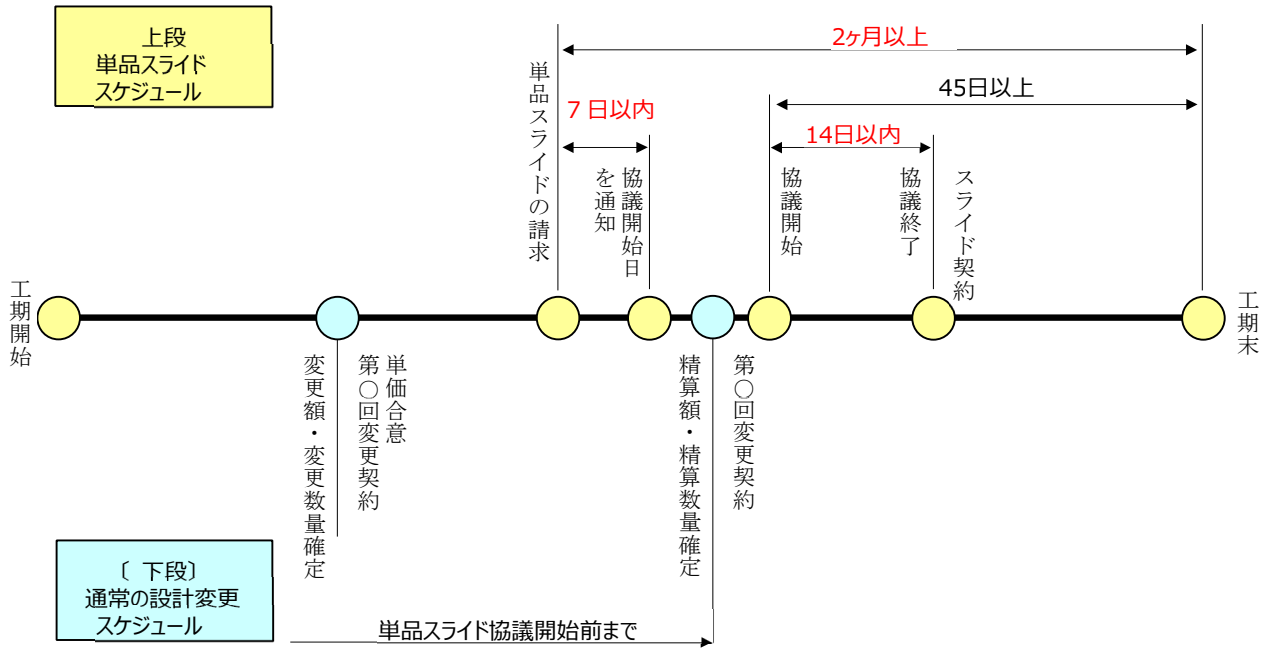 上段
単品スライド
スケジュール
2ヶ月以上
45日以上
7日以内
14日以内
単品スライドの請求
協議開始日
を通知
協議開始
協議終了
スライド契約
工期開始
工期末
変更額・変更数量確定
単価合意
第〇回変更契約
精算額・精算数量確定
第〇回変更契約
〔 下段〕
通常の設計変更
スケジュール
単品スライド協議開始前まで